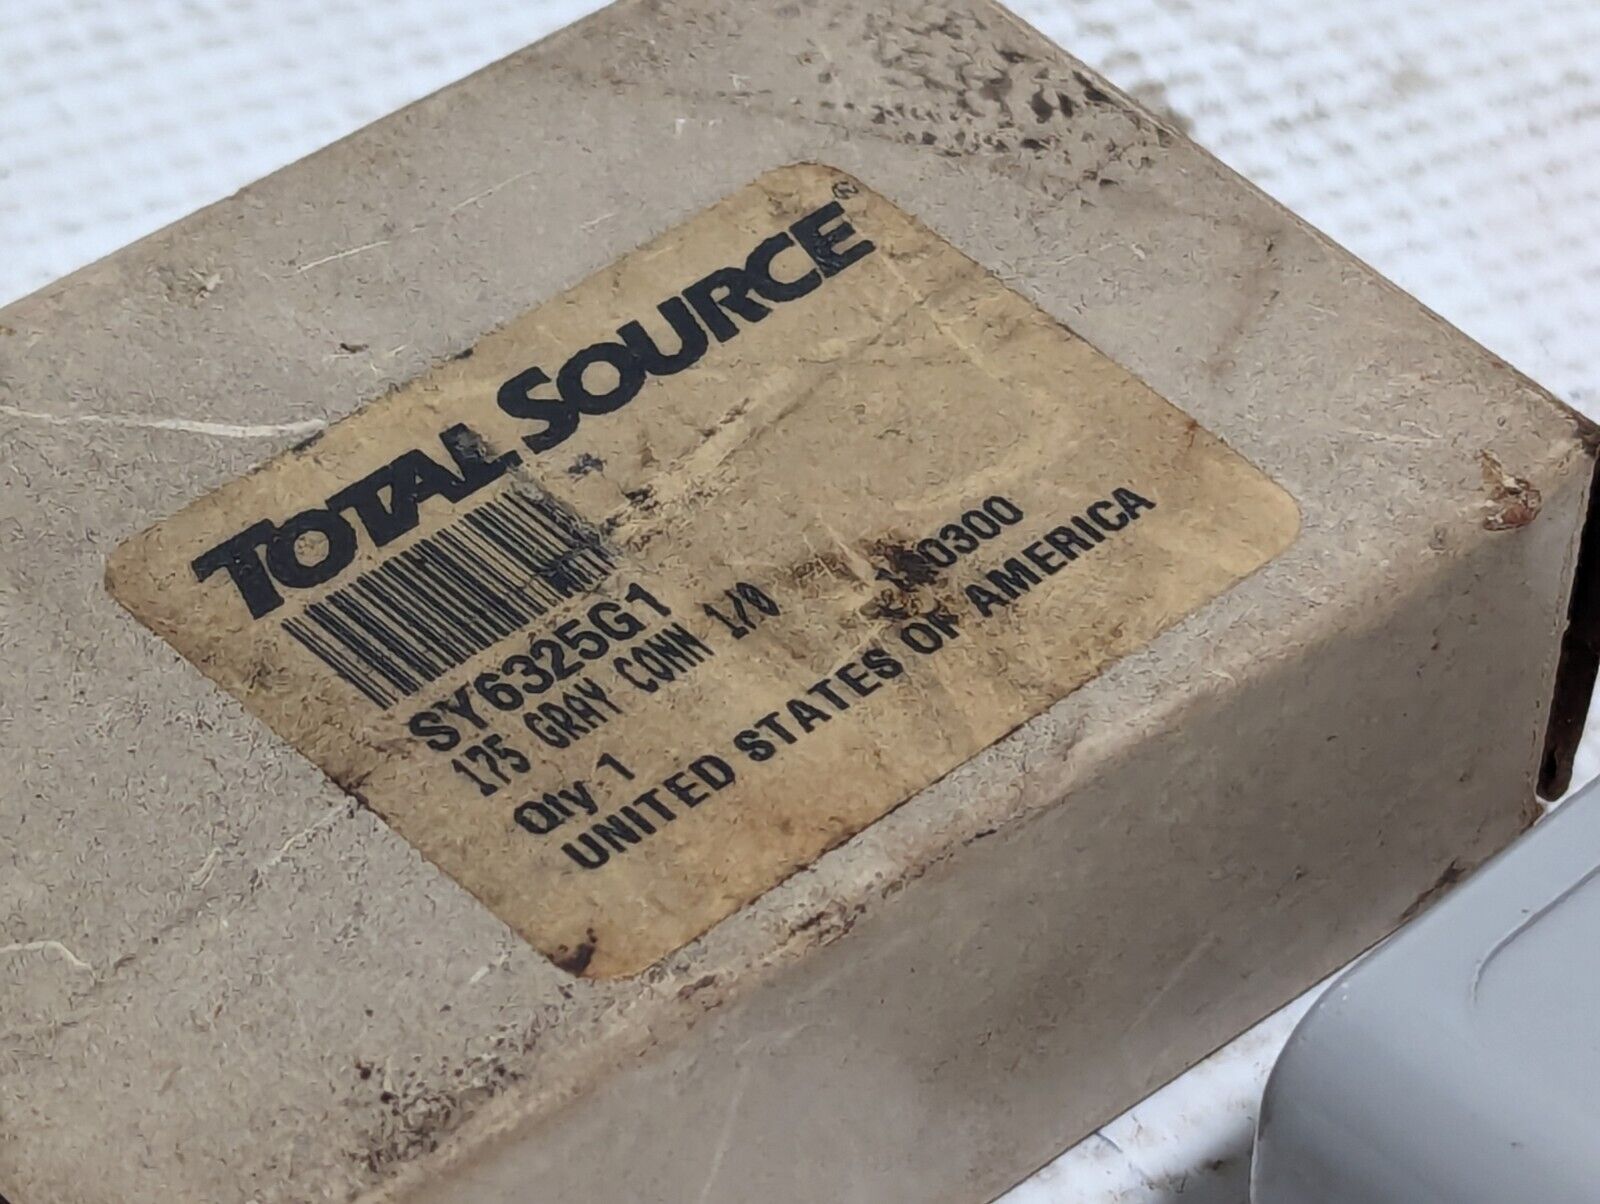 TOTAL SOURCE®
SY6325G1
175 GRAY CONN 1/0
Qty 1
UNITED STATES OF AMERICA